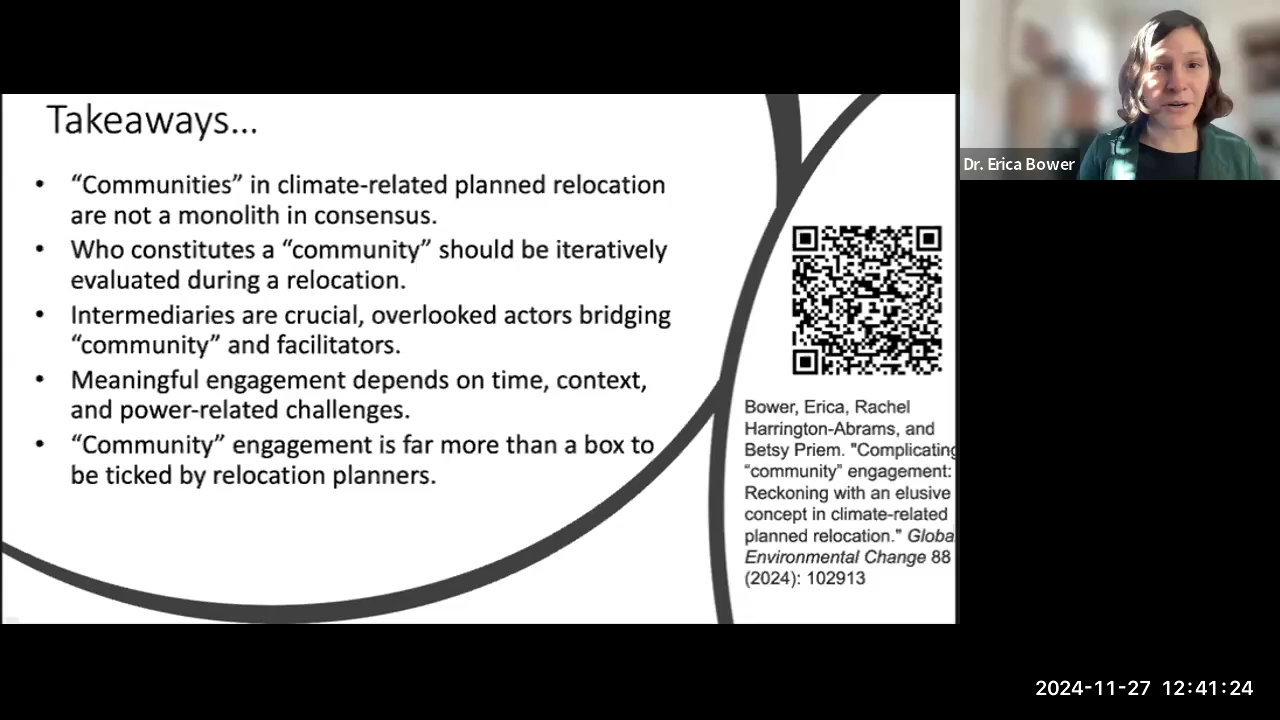 Takeaways...
• “Communities” in climate-related planned relocation
are not a monolith in consensus.
• Who constitutes a “community” should be iteratively
evaluated during a relocation.
• Intermediaries are crucial, overlooked actors bridging
“community” and facilitators.
• Meaningful engagement depends on time, context,
and power-related challenges.
• “Community” engagement is far more than a box to
be ticked by relocation planners.
Bower, Erica, Rachel
Harrington-Abrams, and
Betsy Priem. "Complicating
“community” engagement:
Reckoning with an elusive
concept in climate-related
planned relocation." Globa
Environmental Change 88
(2024): 102913
Dr. Erica Bower
2024-11-27 12:41:24